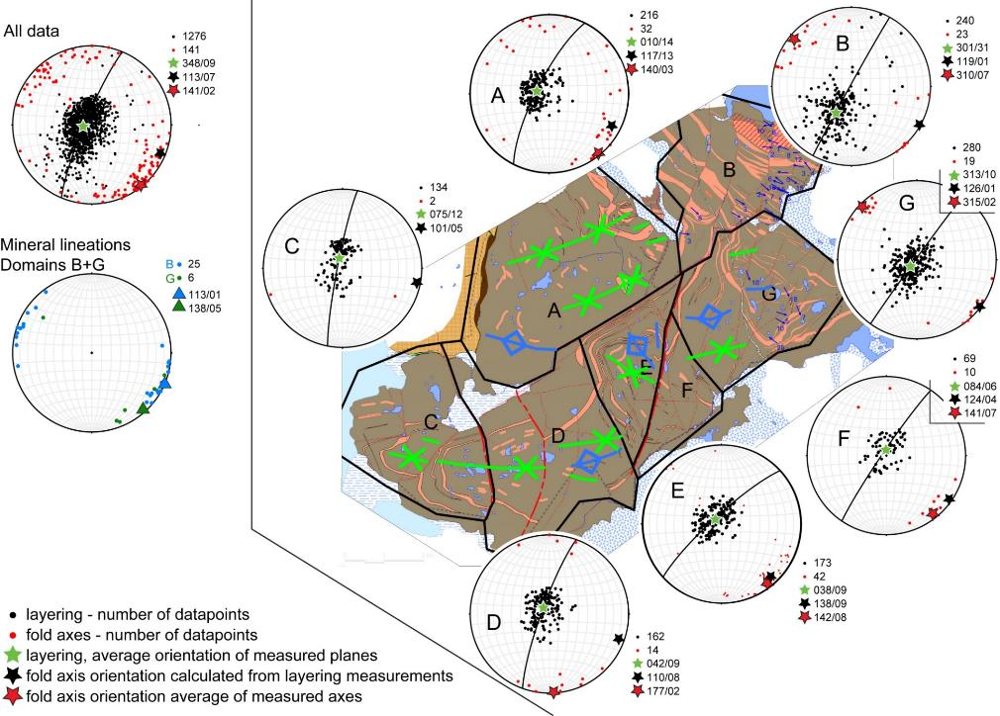 All data
1276
141
348/09
113/07
141/02
Mineral lineations
Domains B+G
B 25
G 6
113/01
138/05
A
216
32
010/14
117/13
140/03
B
240
23
301/31
119/01
310/07
C
134
2
075/12
101/05
G
280
19
313/10
126/01
315/02
F
69
10
084/06
124/04
141/07
E
173
42
038/09
138/09
142/08
D
162
14
042/09
110/08
177/02
B
A
G
E
F
C
D
layering - number of datapoints
fold axes - number of datapoints
layering, average orientation of measured planes
fold axis orientation calculated from layering measurements
fold axis orientation average of measured axes